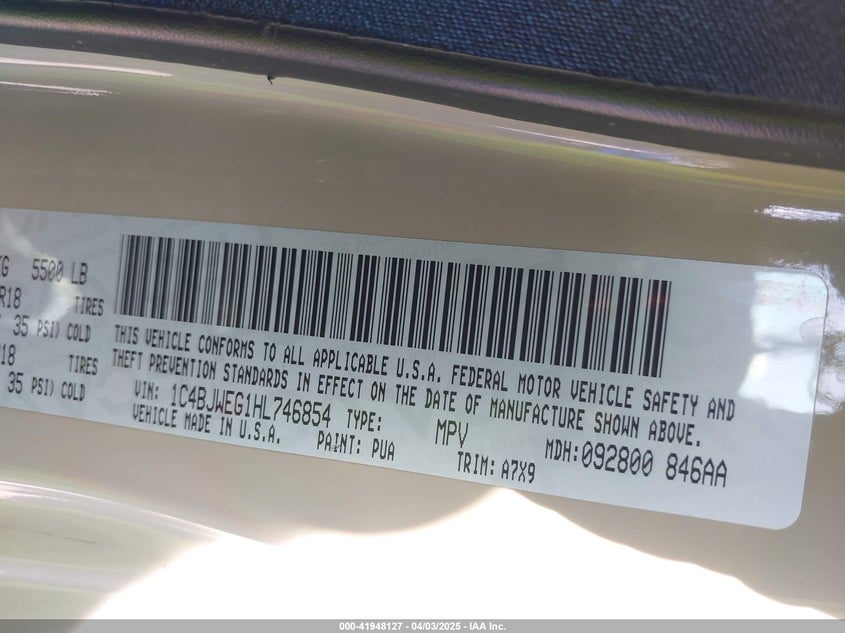 KG 5500 LB
R18 TIRES
35 PSI) COLD
R18 TIRES
35 PSI) COLD
THIS VEHICLE CONFORMS TO ALL APPLICABLE U.S.A. FEDERAL MOTOR VEHICLE SAFETY AND
THEFT PREVENTION STANDARDS IN EFFECT ON THE DATE OF MANUFACTURE SHOWN ABOVE.
VIN: 1C4BJWEG1HL746854 TYPE: MPV MDH:092800 846AA
VEHICLE MADE IN U.S.A. PAINT: PUA TRIM: A7X9
000-41948127 - 04/03/2025 - IAA Inc.